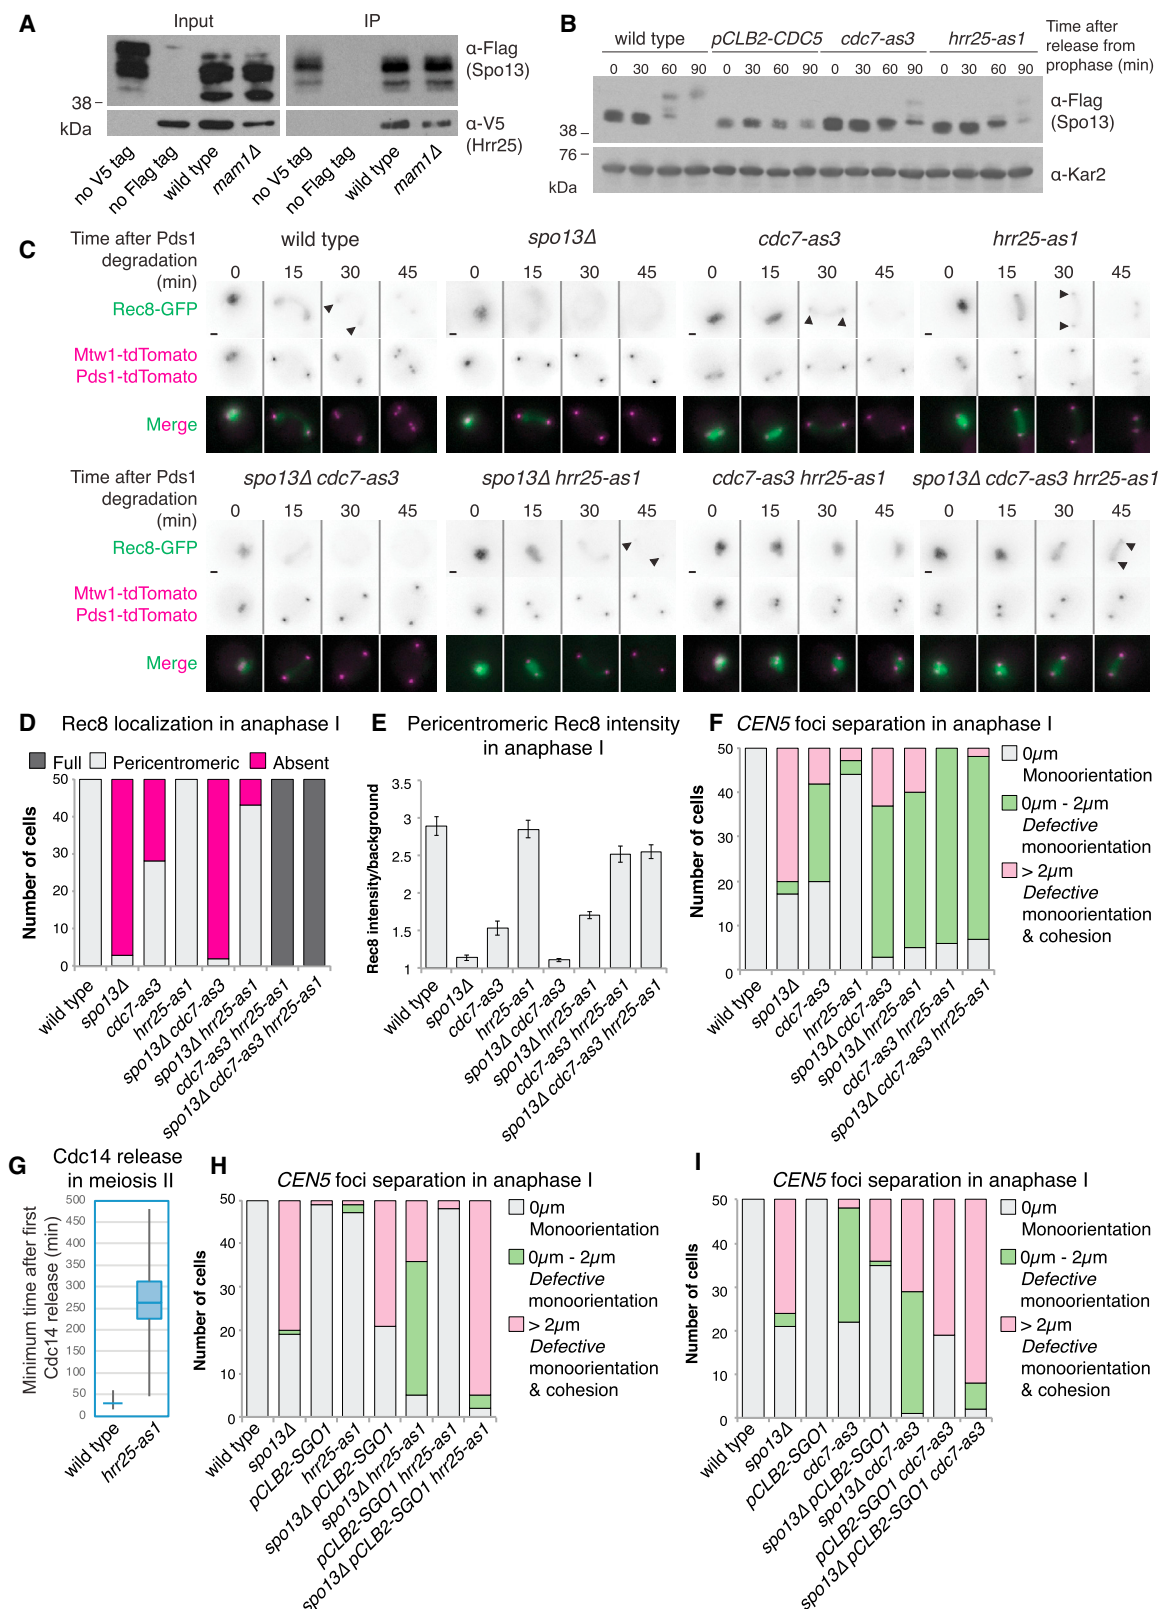 A
Input
IP
α-Flag
(Spo13)
38
kDa
α-V5
(Hrr25)
no V5 tag
no Flag tag
wild type
mam1Δ
no V5 tag
no Flag tag
wild type
mam1Δ
B
wild type
pCLB2-CDC5
cdc7-as3
hrr25-as1
Time after
release from
prophase (min)
0 30 60 90 0 30 60 90 0 30 60 90 0 30 60 90
α-Flag
(Spo13)
38
76
kDa
α-Kar2
C
Time after Pds1
degradation
(min)
wild type
spo13Δ
cdc7-as3
hrr25-as1
0 15 30 45 0 15 30 45 0 15 30 45 0 15 30 45
Rec8-GFP
Mtw1-tdTomato
Pds1-tdTomato
Merge
Time after Pds1
degradation
(min)
spo13Δ cdc7-as3
spo13Δ hrr25-as1
cdc7-as3 hrr25-as1
spo13Δ cdc7-as3 hrr25-as1
0 15 30 45 0 15 30 45 0 15 30 45 0 15 30 45
Rec8-GFP
Mtw1-tdTomato
Pds1-tdTomato
Merge
D
Rec8 localization in anaphase I
Full
Pericentromeric
Absent
Number of cells
50
40
30
20
10
0
wild type
spo13Δ
cdc7-as3
hrr25-as1
spo13Δ cdc7-as3
spo13Δ hrr25-as1
cdc7-as3 hrr25-as1
spo13Δ cdc7-as3 hrr25-as1
E
Pericentromeric Rec8 intensity
in anaphase I
Rec8 intensity/background
3.5
3
2.5
2
1.5
1
wild type
spo13Δ
cdc7-as3
hrr25-as1
spo13Δ cdc7-as3
spo13Δ hrr25-as1
cdc7-as3 hrr25-as1
spo13Δ cdc7-as3 hrr25-as1
F
CEN5 foci separation in anaphase I
Number of cells
50
40
30
20
10
0
0µm
Monoorientation
0µm - 2µm
Defective
monoorientation
> 2µm
Defective
monoorientation
& cohesion
wild type
spo13Δ
cdc7-as3
hrr25-as1
spo13Δ cdc7-as3
spo13Δ hrr25-as1
cdc7-as3 hrr25-as1
spo13Δ cdc7-as3 hrr25-as1
G
Cdc14 release
in meiosis II
Minimum time after first
Cdc14 release (min)
500
450
400
350
300
250
200
150
100
50
0
wild type
hrr25-as1
H
CEN5 foci separation in anaphase I
Number of cells
50
40
30
20
10
0
0µm
Monoorientation
0µm - 2µm
Defective
monoorientation
> 2µm
Defective
monoorientation
& cohesion
wild type
spo13Δ
pCLB2-SGO1
hrr25-as1
spo13Δ pCLB2-SGO1
spo13Δ hrr25-as1
pCLB2-SGO1 hrr25-as1
spo13Δ pCLB2-SGO1 hrr25-as1
I
CEN5 foci separation in anaphase I
Number of cells
50
40
30
20
10
0
0µm
Monoorientation
0µm - 2µm
Defective
monoorientation
> 2µm
Defective
monoorientation
& cohesion
wild type
spo13Δ
pCLB2-SGO1
cdc7-as3
spo13Δ pCLB2-SGO1
spo13Δ cdc7-as3
pCLB2-SGO1 cdc7-as3
spo13Δ pCLB2-SGO1 cdc7-as3